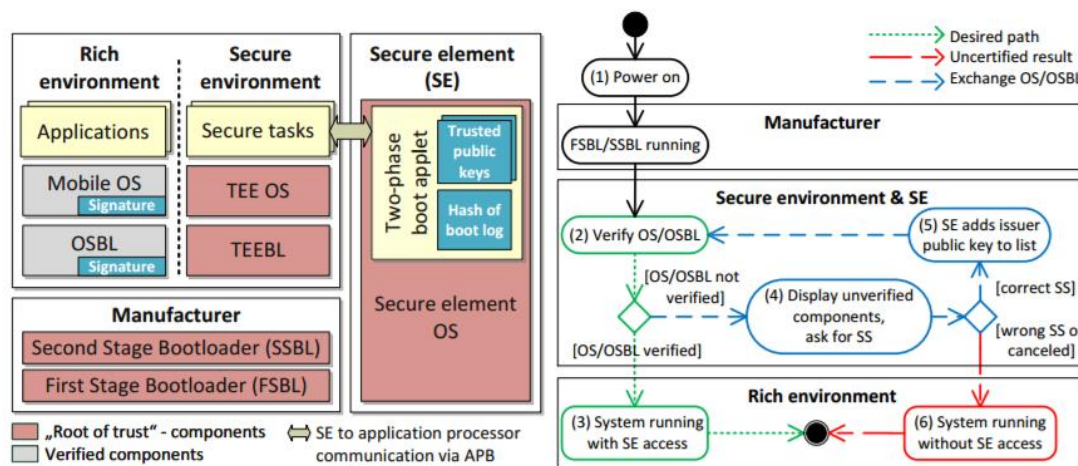 Rich
environment
Secure
environment
Secure element
(SE)
Applications
Secure tasks
Mobile OS
Signature
TEE OS
OSBL
Signature
TEEBL
Two-phase
boot applet
Trusted
public
keys
Hash of
boot log
Secure element
OS
Manufacturer
Second Stage Bootloader (SSBL)
First Stage Bootloader (FSBL)
„Root of trust“ - components
Verified components
SE to application processor
communication via APB
Desired path
Uncertified result
Exchange OS/OSBL
(1) Power on
Manufacturer
FSBL/SSBL running
Secure environment & SE
(2) Verify OS/OSBL
(5) SE adds issuer
public key to list
[OS/OSBL not
verified]
(4) Display unverified
components,
ask for SS
[correct SS]
[wrong SS o
canceled]
[OS/OSBL verified]
Rich environment
(3) System running
with SE access
(6) System running
without SE access